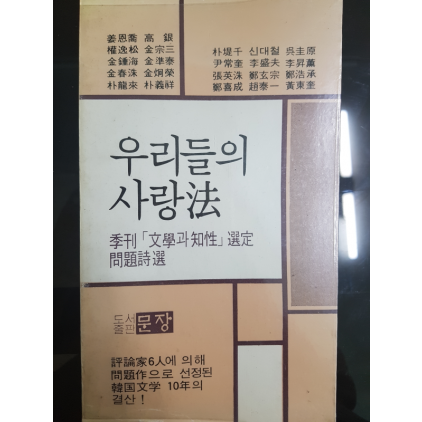 姜恩喬 高銀
權逸松 金宗三
金鍾海 金準泰
金春洙 金炯榮
朴龍來 朴義祥
朴堤千 신대철 吳圭原
尹常奎 李盛夫 李昇薰
張英洙 鄭玄宗 鄭浩承
鄭喜成 趙泰一 黃東奎
우리들의
사랑法
季刊「文學과知性」選定
問題詩選
도서
출판 문장
評論家6人에 의해
問題作으로 선정된
韓国文学 10年의
결산!